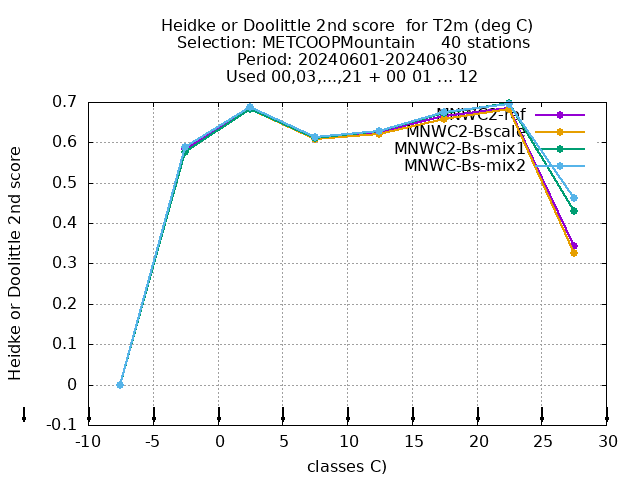 Heidke or Doolittle 2nd score  for T2m (deg C)
Selection: METCOOPMountain     40 stations
Period: 20240601-20240630
Used 00,03,...,21 + 00 01 ... 12
Heidke or Doolittle 2nd score
0.7
0.6
0.5
0.4
0.3
0.2
0.1
0
-0.1
MNWC2-Bscale
MNWC2-Bs-mix1
MNWC-Bs-mix2
-10 -5 0 5 10 15 20 25 30
classes C)